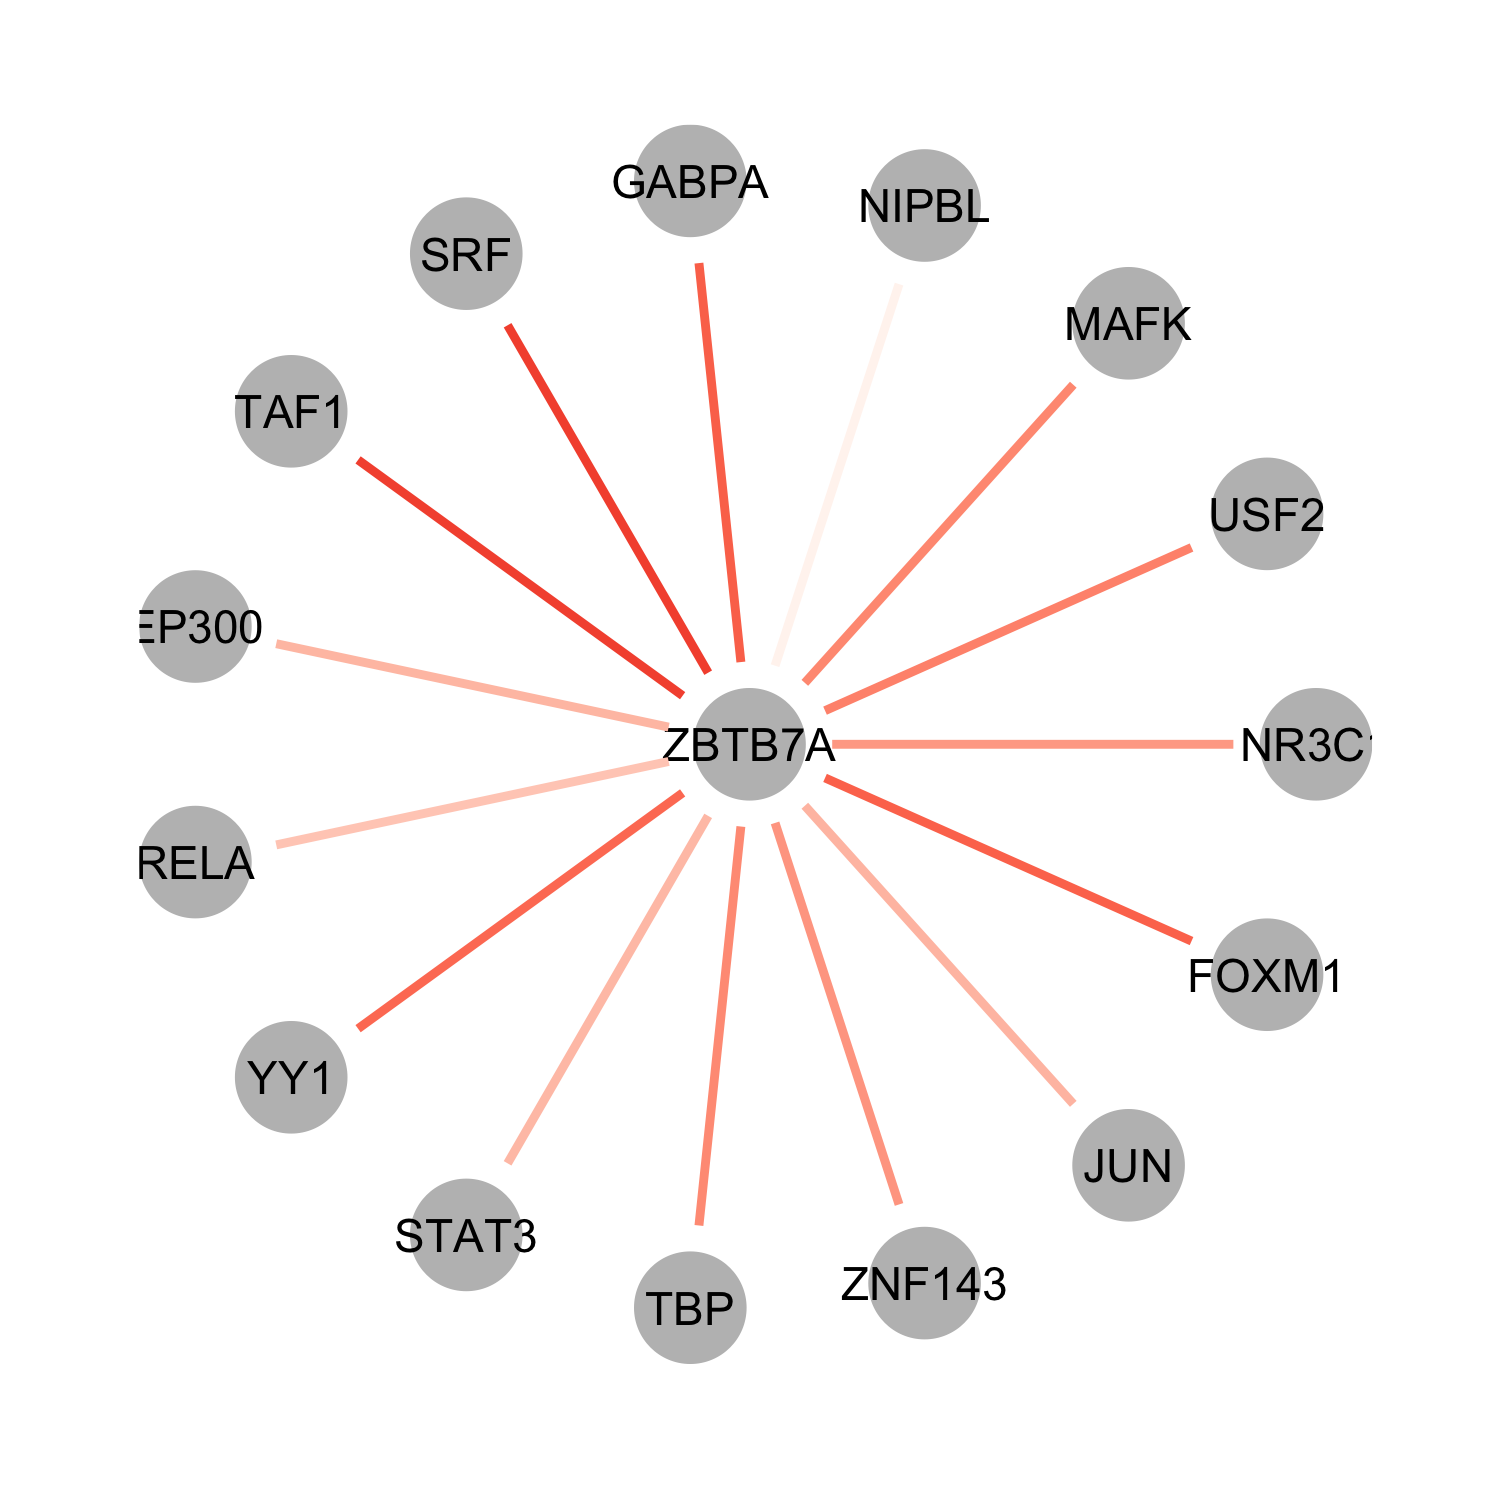 GABPA
NIPBL
SRF
MAFK
TAF1
USF2
EP300
ZBTB7A
NR3C1
RELA
FOXM1
YY1
JUN
STAT3
ZNF143
TBP